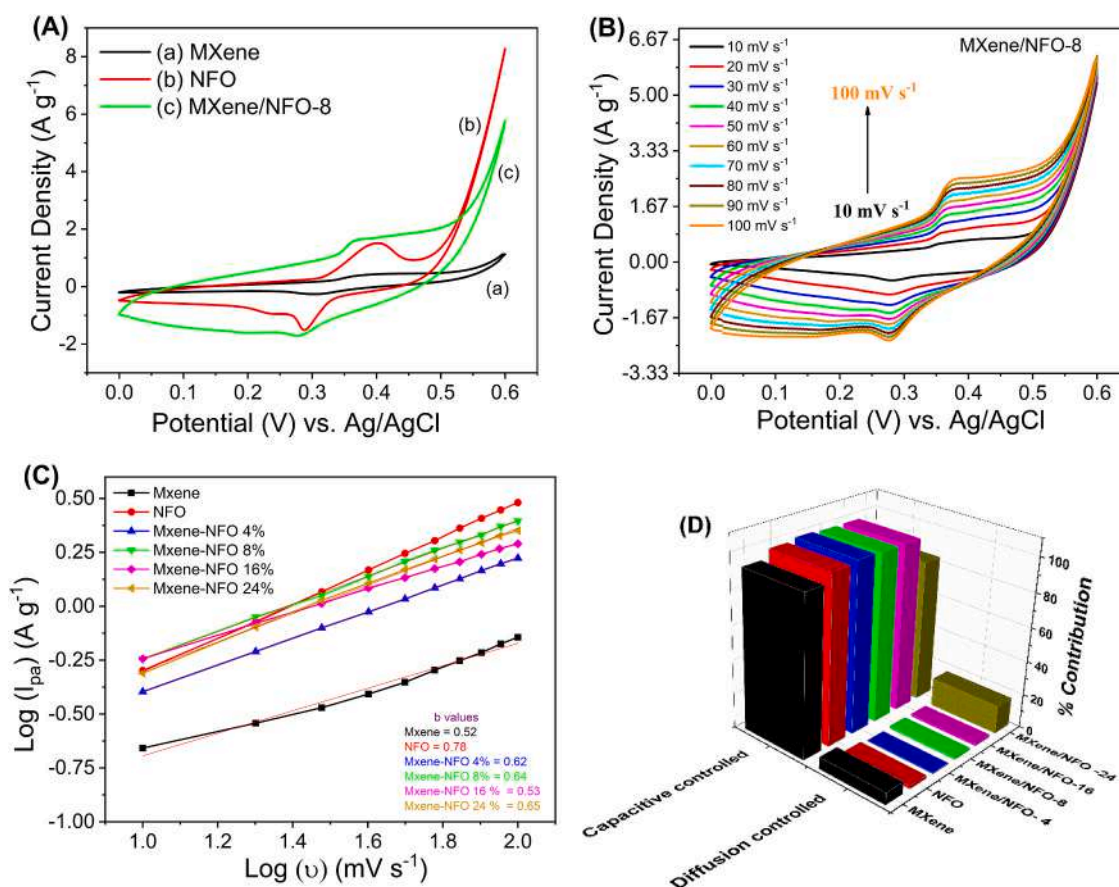 (A)
(a) MXene
(b) NFO
(c) MXene/NFO-8
(b)
(c)
(a)
8
6
4
2
0
-2
Current Density (A g⁻¹)
0.0 0.1 0.2 0.3 0.4 0.5 0.6
Potential (V) vs. Ag/AgCl
(B)
MXene/NFO-8
10 mV s⁻¹
20 mV s⁻¹
30 mV s⁻¹
40 mV s⁻¹
50 mV s⁻¹
60 mV s⁻¹
70 mV s⁻¹
80 mV s⁻¹
90 mV s⁻¹
100 mV s⁻¹
100 mV s⁻¹
10 mV s⁻¹
6.67
5.00
3.33
1.67
0.00
-1.67
-3.33
Current Density (A g⁻¹)
0.0 0.1 0.2 0.3 0.4 0.5 0.6
Potential (V) vs. Ag/AgCl
(C)
Mxene
NFO
Mxene-NFO 4%
Mxene-NFO 8%
Mxene-NFO 16%
Mxene-NFO 24%
0.50
0.25
0.00
-0.25
-0.50
-0.75
-1.00
Log (Iₚₐ) (A g⁻¹)
b values
Mxene = 0.52
NFO = 0.78
Mxene-NFO 4% = 0.62
Mxene-NFO 8% = 0.64
Mxene-NFO 16 % = 0.53
Mxene-NFO 24 % = 0.65
1.0 1.2 1.4 1.6 1.8 2.0
Log (υ) (mV s⁻¹)
(D)
100
80
60
40
20
0
% Contribution
MXene/NFO -24
MXene/NFO-16
MXene/NFO-8
MXene/NFO- 4
NFO
MXene
Capacitive controlled
Diffusion controlled